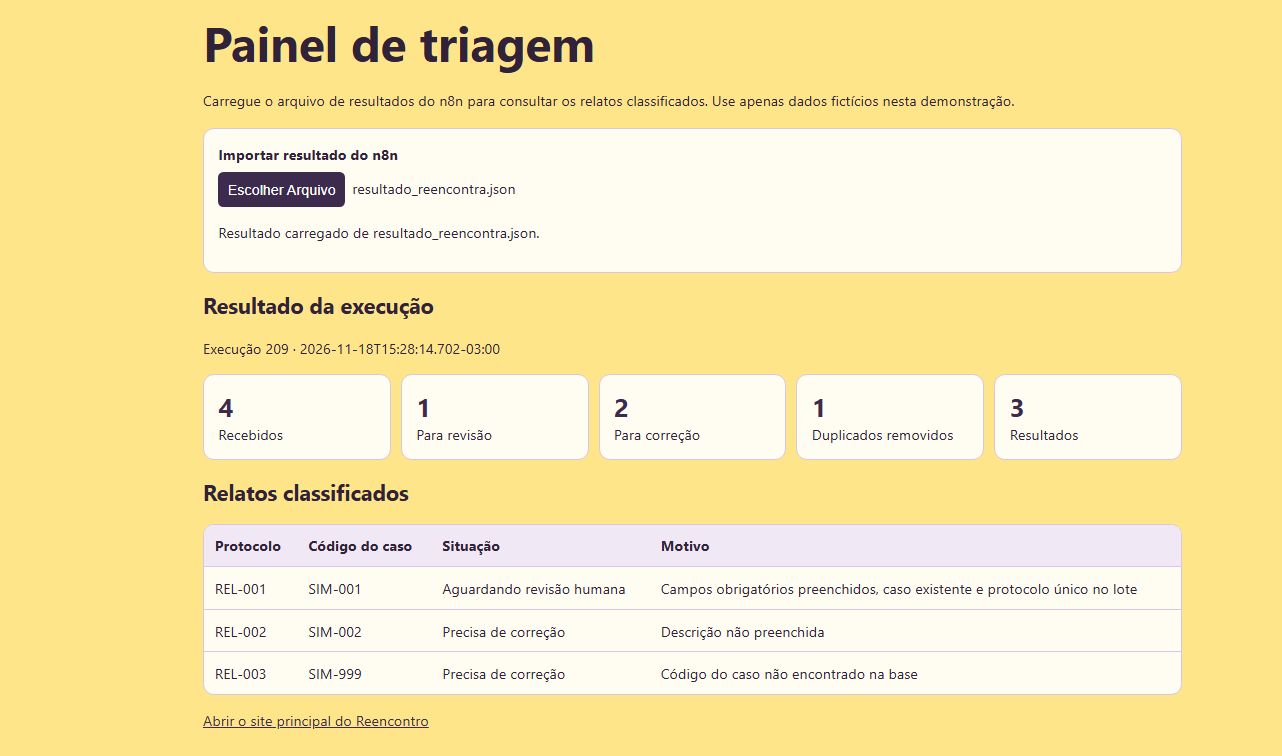 Painel de triagem
Carregue o arquivo de resultados do n8n para consultar os relatos classificados. Use apenas dados fictícios nesta demonstração.
Importar resultado do n8n
Escolher Arquivo resultado_reencontra.json
Resultado carregado de resultado_reencontra.json.
Resultado da execução
Execução 209 · 2026-11-18T15:28:14.702-03:00
4 1 2 1 3
Recebidos Para revisão Para correção Duplicados removidos Resultados
Relatos classificados
Protocolo Código do caso Situação Motivo
REL-001 SIM-001 Aguardando revisão humana Campos obrigatórios preenchidos, caso existente e protocolo único no lote
REL-002 SIM-002 Precisa de correção Descrição não preenchida
REL-003 SIM-999 Precisa de correção Código do caso não encontrado na base
Abrir o site principal do Reencontro